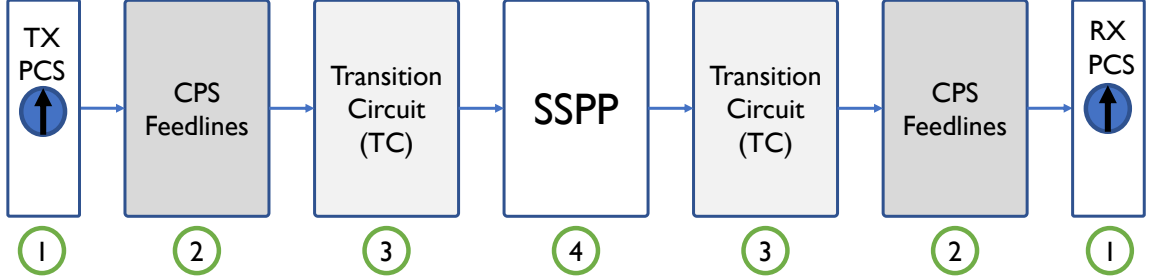 TX
PCS
CPS
Feedlines
Transition
Circuit
(TC)
SSPP
Transition
Circuit
(TC)
CPS
Feedlines
RX
PCS
1
2
3
4
3
2
1